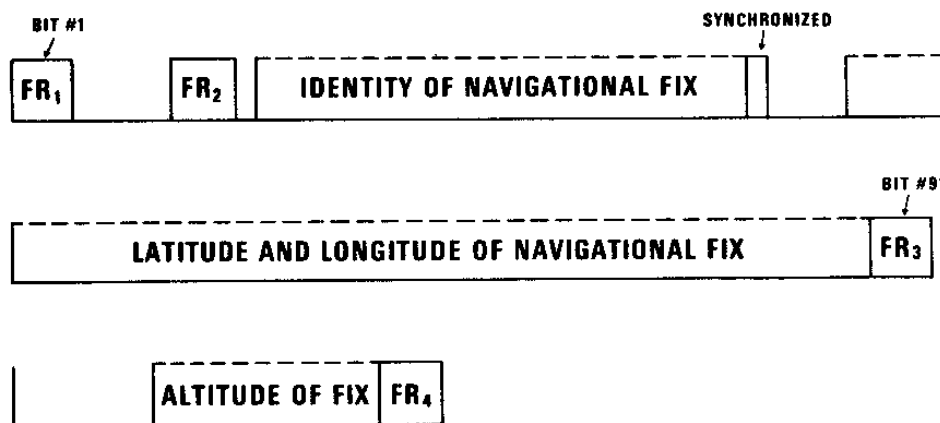 BIT #1
SYNCHRONIZED
FR₁
FR₂
IDENTITY OF NAVIGATIONAL FIX
BIT #9
LATITUDE AND LONGITUDE OF NAVIGATIONAL FIX
FR₃
ALTITUDE OF FIX
FR₄